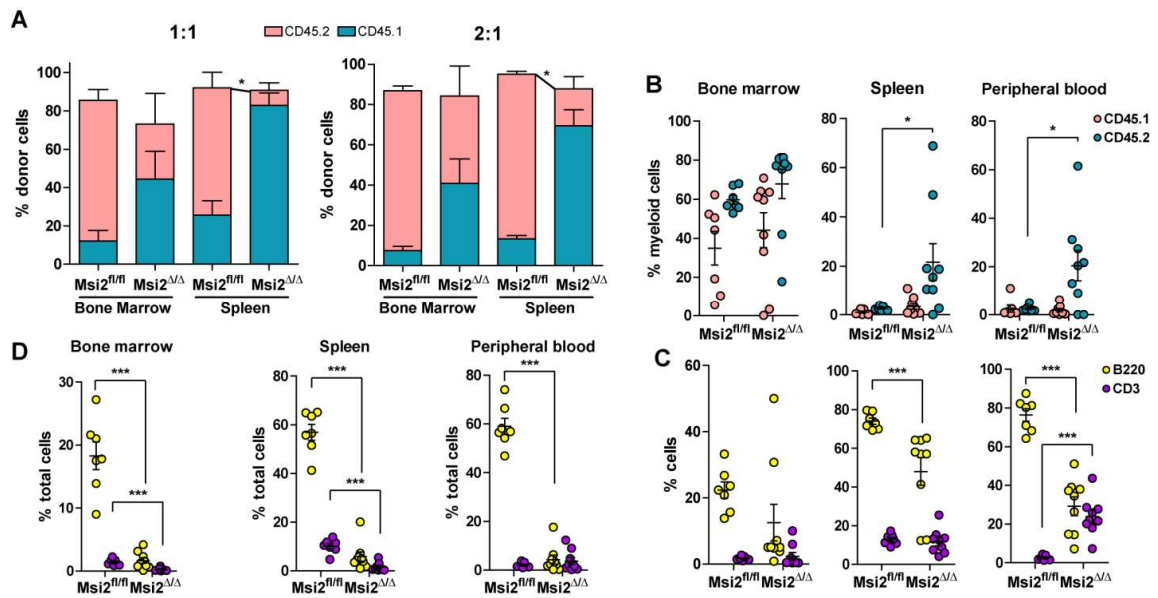 A
1:1
CD45.2
CD45.1
2:1
% donor cells
100
80
60
40
20
0
*
Msi2fl/fl Msi2Δ/Δ Msi2fl/fl Msi2Δ/Δ
Bone Marrow Spleen
% donor cells
100
80
60
40
20
0
*
Msi2fl/fl Msi2Δ/Δ Msi2fl/fl Msi2Δ/Δ
Bone Marrow Spleen
B
Bone marrow
Spleen
Peripheral blood
CD45.1
CD45.2
% myeloid cells
100
80
60
40
20
0
Msi2fl/fl Msi2Δ/Δ
80
60
40
20
0
*
Msi2fl/fl Msi2Δ/Δ
80
60
40
20
0
*
Msi2fl/fl Msi2Δ/Δ
D
Bone marrow
Spleen
Peripheral blood
% total cells
30
20
10
0
***
***
Msi2fl/fl Msi2Δ/Δ
% total cells
80
60
40
20
0
***
***
Msi2fl/fl Msi2Δ/Δ
% total cells
80
60
40
20
0
***
Msi2fl/fl Msi2Δ/Δ
C
B220
CD3
% cells
60
40
20
0
Msi2fl/fl Msi2Δ/Δ
100
80
60
40
20
0
***
Msi2fl/fl Msi2Δ/Δ
100
80
60
40
20
0
***
***
Msi2fl/fl Msi2Δ/Δ